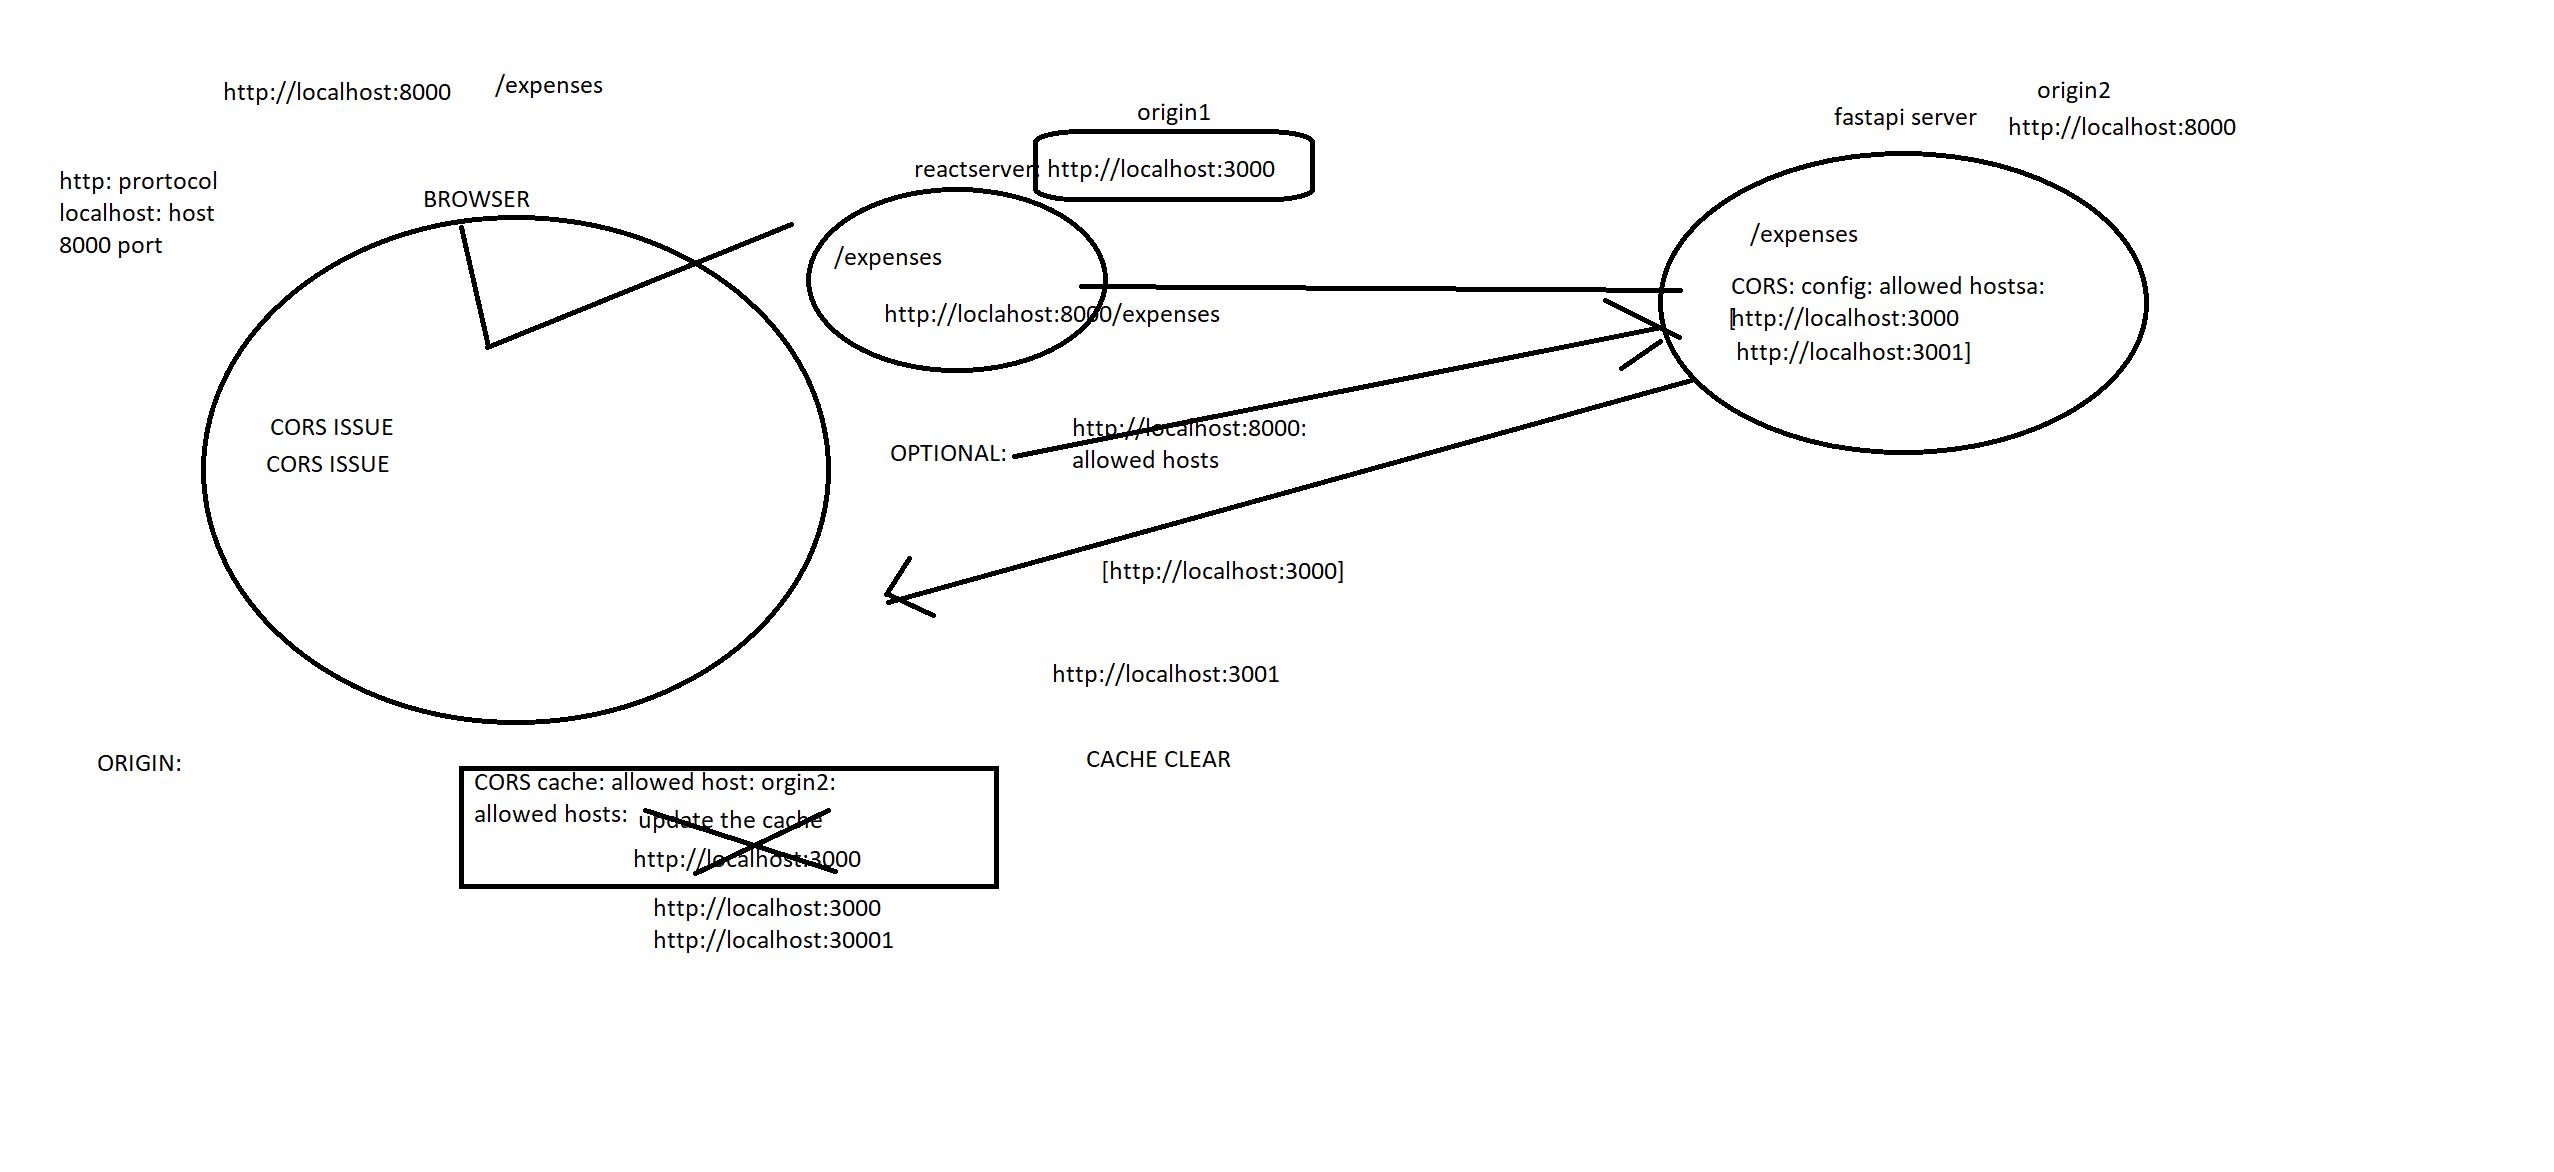 http://localhost:8000 /expenses
origin1
origin2
fastapi server
http://localhost:8000
reactserver: http://localhost:3000
http: prortocol
localhost: host
8000 port
BROWSER
/expenses
http://loclahost:8000/expenses
/expenses
CORS: config: allowed hostsa:
[http://localhost:3000
http://localhost:3001]
CORS ISSUE
CORS ISSUE
OPTIONAL:
http://localhost:8000:
allowed hosts
[http://localhost:3000]
http://localhost:3001
ORIGIN:
CACHE CLEAR
CORS cache: allowed host: orgin2:
allowed hosts:
update the cache
http://localhost:3000
http://localhost:3000
http://localhost:30001